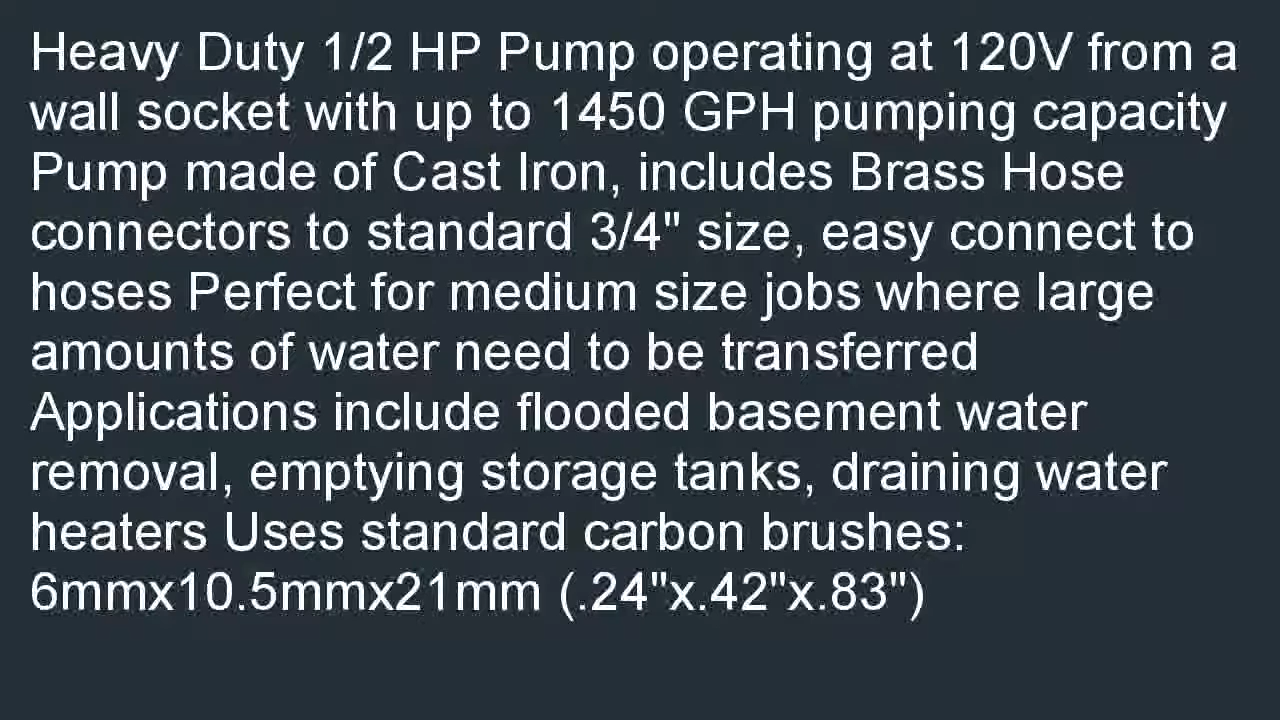 Heavy Duty 1/2 HP Pump operating at 120V from a
wall socket with up to 1450 GPH pumping capacity
Pump made of Cast Iron, includes Brass Hose
connectors to standard 3/4" size, easy connect to
hoses Perfect for medium size jobs where large
amounts of water need to be transferred
Applications include flooded basement water
removal, emptying storage tanks, draining water
heaters Uses standard carbon brushes:
6mmx10.5mmx21mm (.24"x.42"x.83")